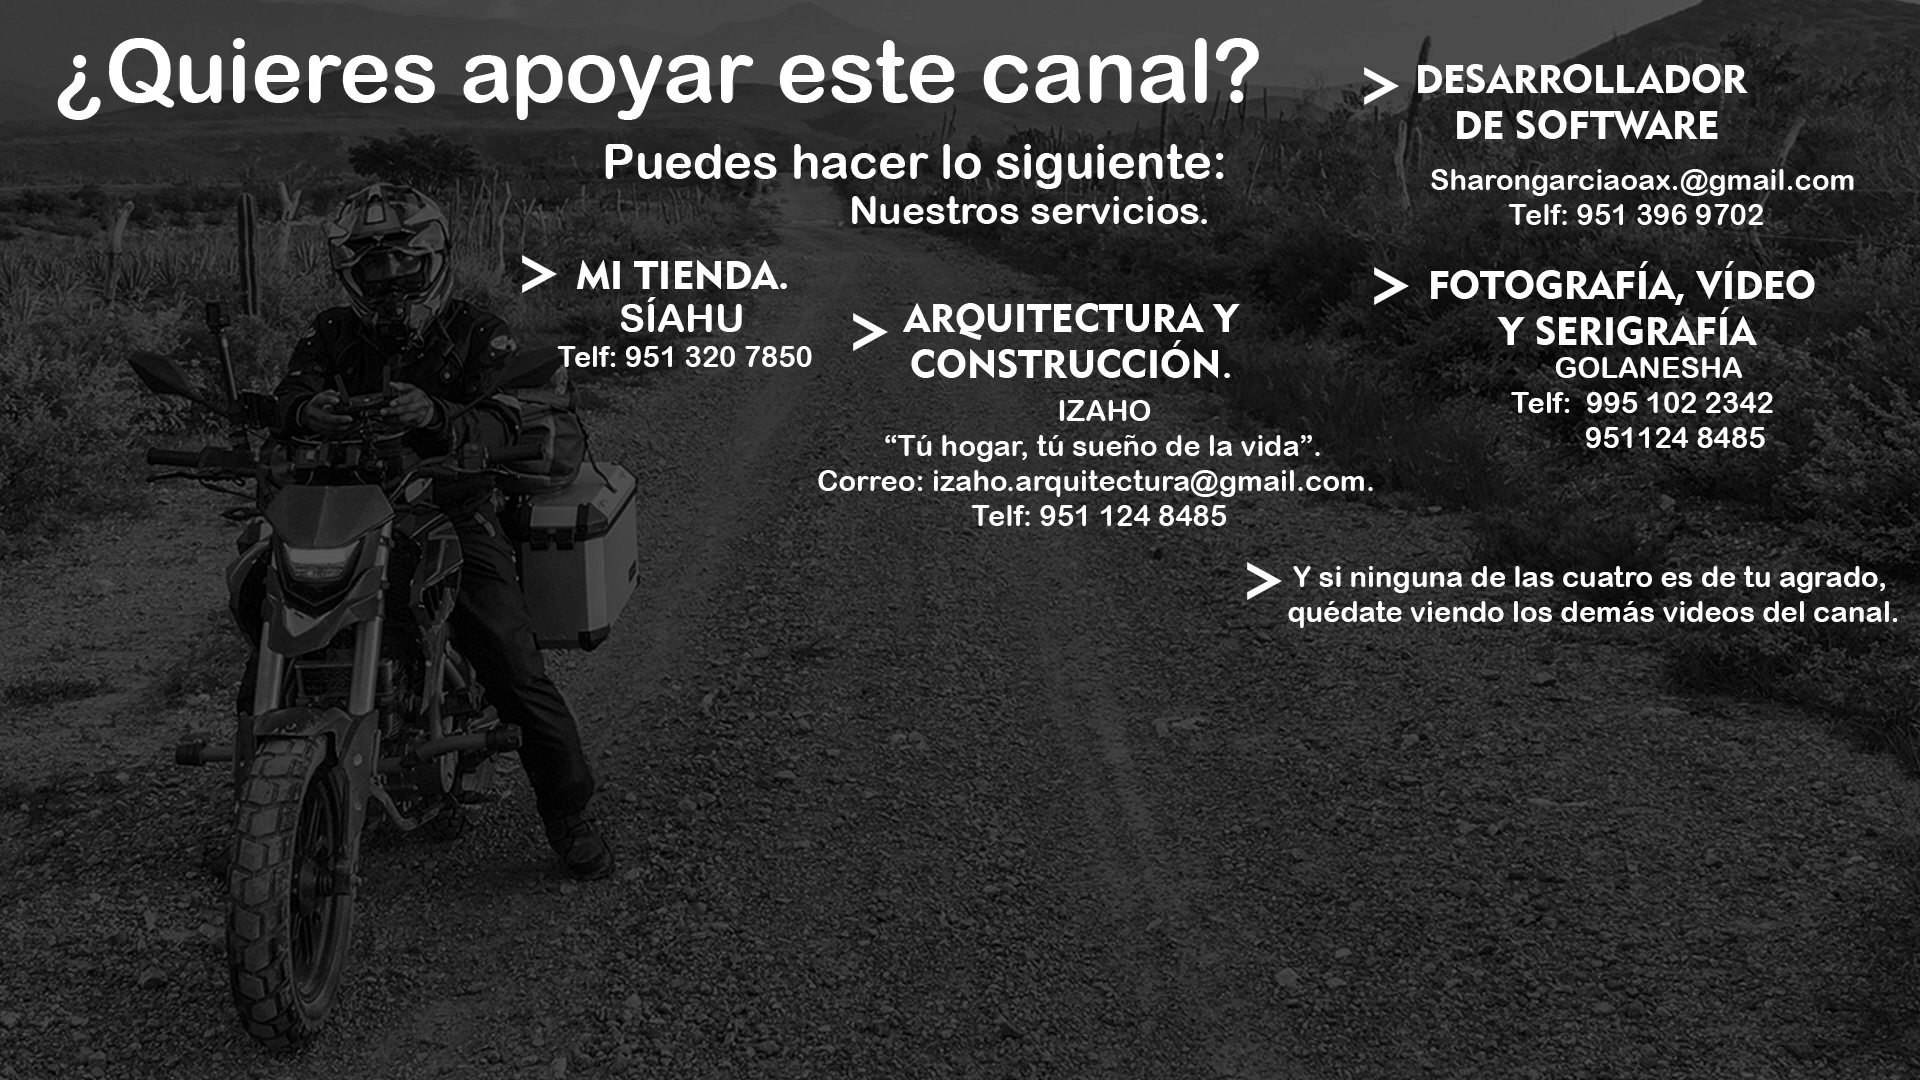 ¿Quieres apoyar este canal?
Puedes hacer lo siguiente:
Nuestros servicios.
> MI TIENDA.
SÍAHU
Telf: 951 320 7850
> ARQUITECTURA Y
CONSTRUCCIÓN.
IZAHO
“Tú hogar, tú sueño de la vida”.
Correo: izaho.arquitectura@gmail.com.
Telf: 951 124 8485
> DESARROLLADOR
DE SOFTWARE
Sharongarciaoax.@gmail.com
Telf: 951 396 9702
> FOTOGRAFÍA, VÍDEO
Y SERIGRAFÍA
GOLANESHA
Telf: 995 102 2342
951124 8485
> Y si ninguna de las cuatro es de tu agrado,
quédate viendo los demás videos del canal.